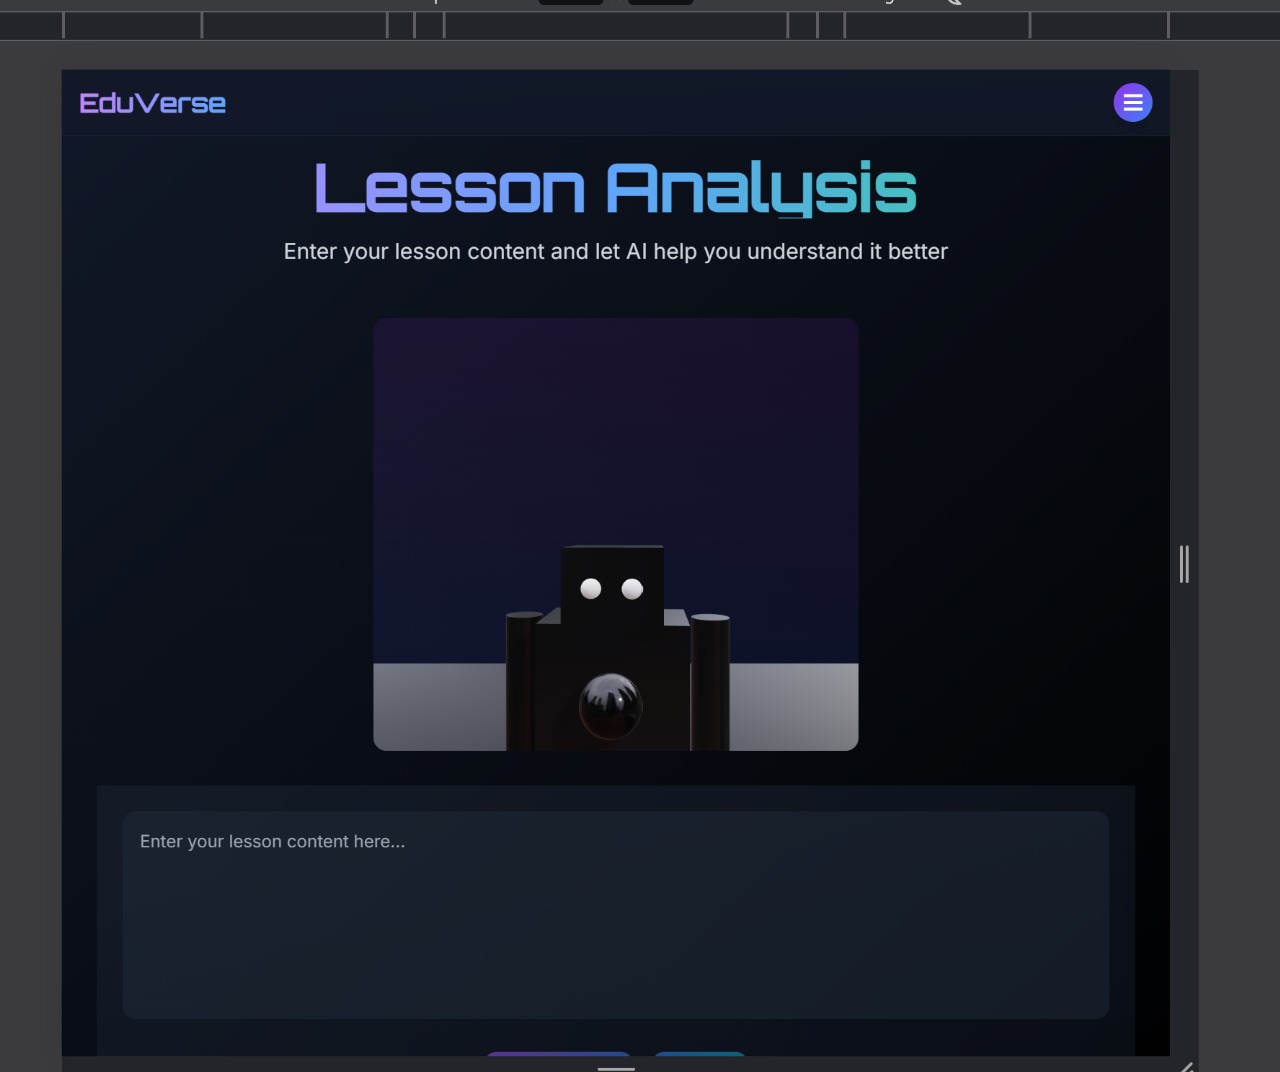 EduVerse
Lesson Analysis
Enter your lesson content and let AI help you understand it better
Enter your lesson content here...